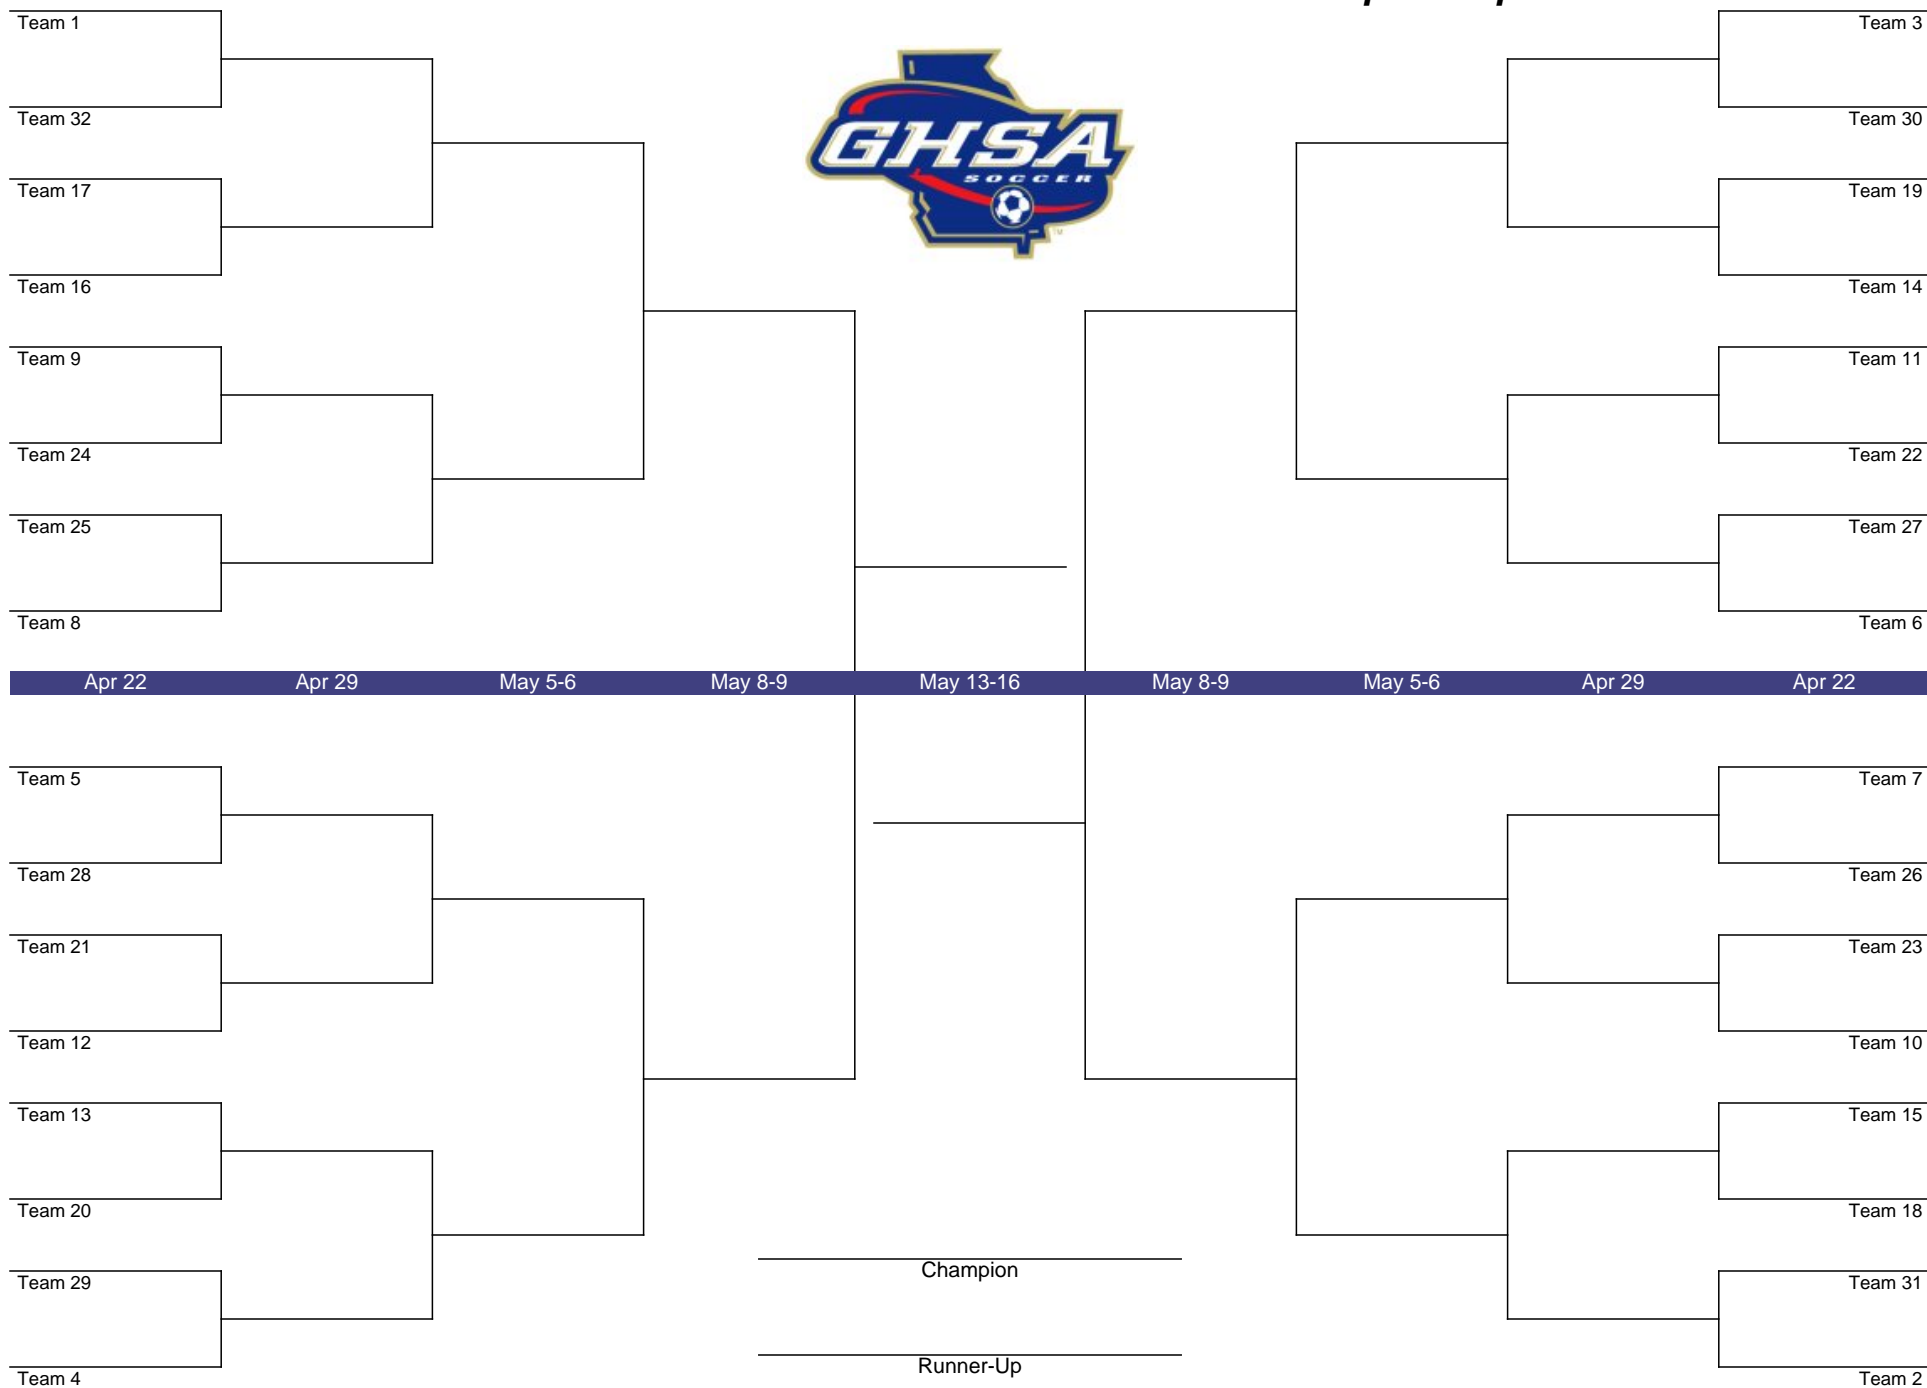 Team 1
Team 32
Team 17
Team 16
Team 9
Team 24
Team 25
Team 8
GHSA
SOCCER
TM
Team 3
Team 30
Team 19
Team 14
Team 11
Team 22
Team 27
Team 6
Apr 22 Apr 29 May 5-6 May 8-9 May 13-16 May 8-9 May 5-6 Apr 29 Apr 22
Team 5
Team 28
Team 21
Team 12
Team 13
Team 20
Team 29
Team 4
Champion
Runner-Up
Team 7
Team 26
Team 23
Team 10
Team 15
Team 18
Team 31
Team 2